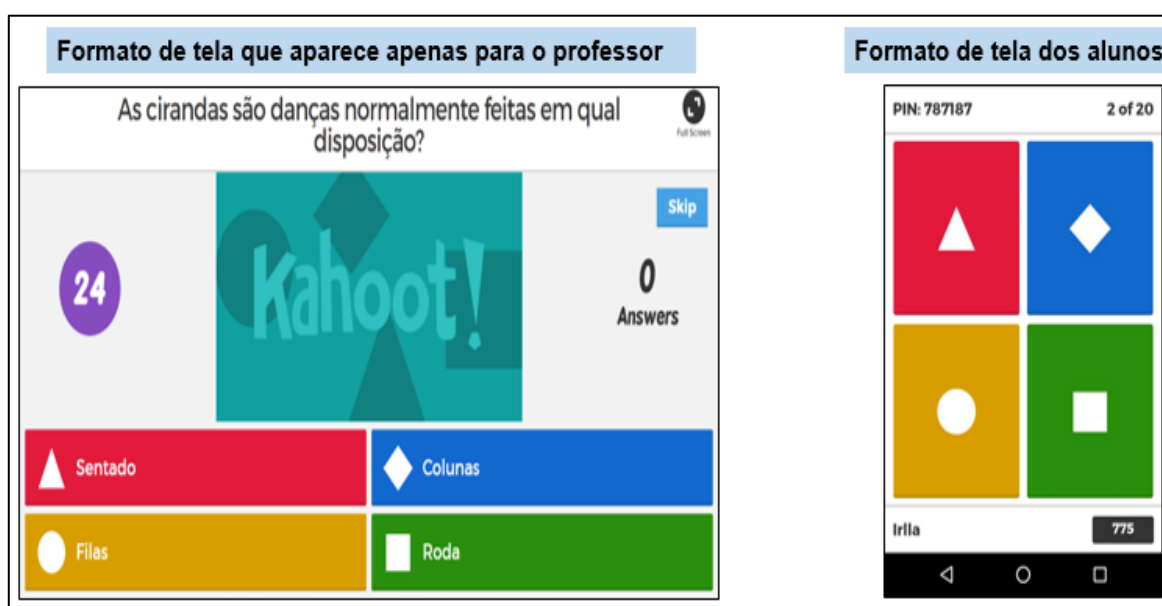 Formato de tela que aparece apenas para o professor
As cirandas são danças normalmente feitas em qual
disposição?
Full Screen
Skip
24
Kahoot!
0
Answers
Sentado
Colunas
Filas
Roda
Formato de tela dos alunos
PIN: 787187
2 of 20
Irlla
775